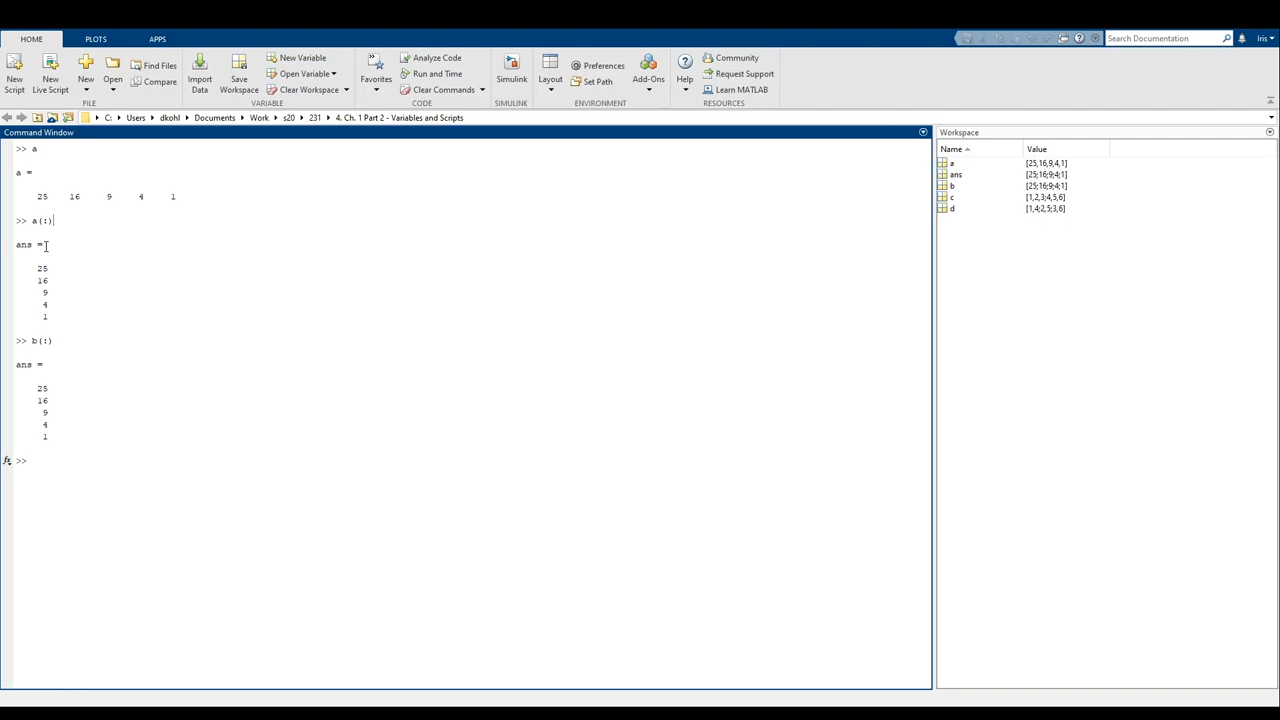 HOME PLOTS APPS Search Documentation Iris
New Script New Live Script New Open Find Files Compare Import Data Save Workspace New Variable Open Variable Clear Workspace Favorites Analyze Code Run and Time Clear Commands Simulink Layout Preferences Set Path Add-Ons Help Community Request Support Learn MATLAB
FILE VARIABLE CODE SIMULINK ENVIRONMENT RESOURCES
C: Users dkohl Documents Work s20 231 4. Ch. 1 Part 2 - Variables and Scripts
Command Window
>> a
a =
25 16 9 4 1
>> a(:)
ans =
25
16
9
4
1
>> b(:)
ans =
25
16
9
4
1
fx >>
Workspace
Name Value
a [25,16,9,4,1]
ans [25;16;9;4;1]
b [25;16;9;4;1]
c [1,2,3;4,5,6]
d [1,4;2,5;3,6]